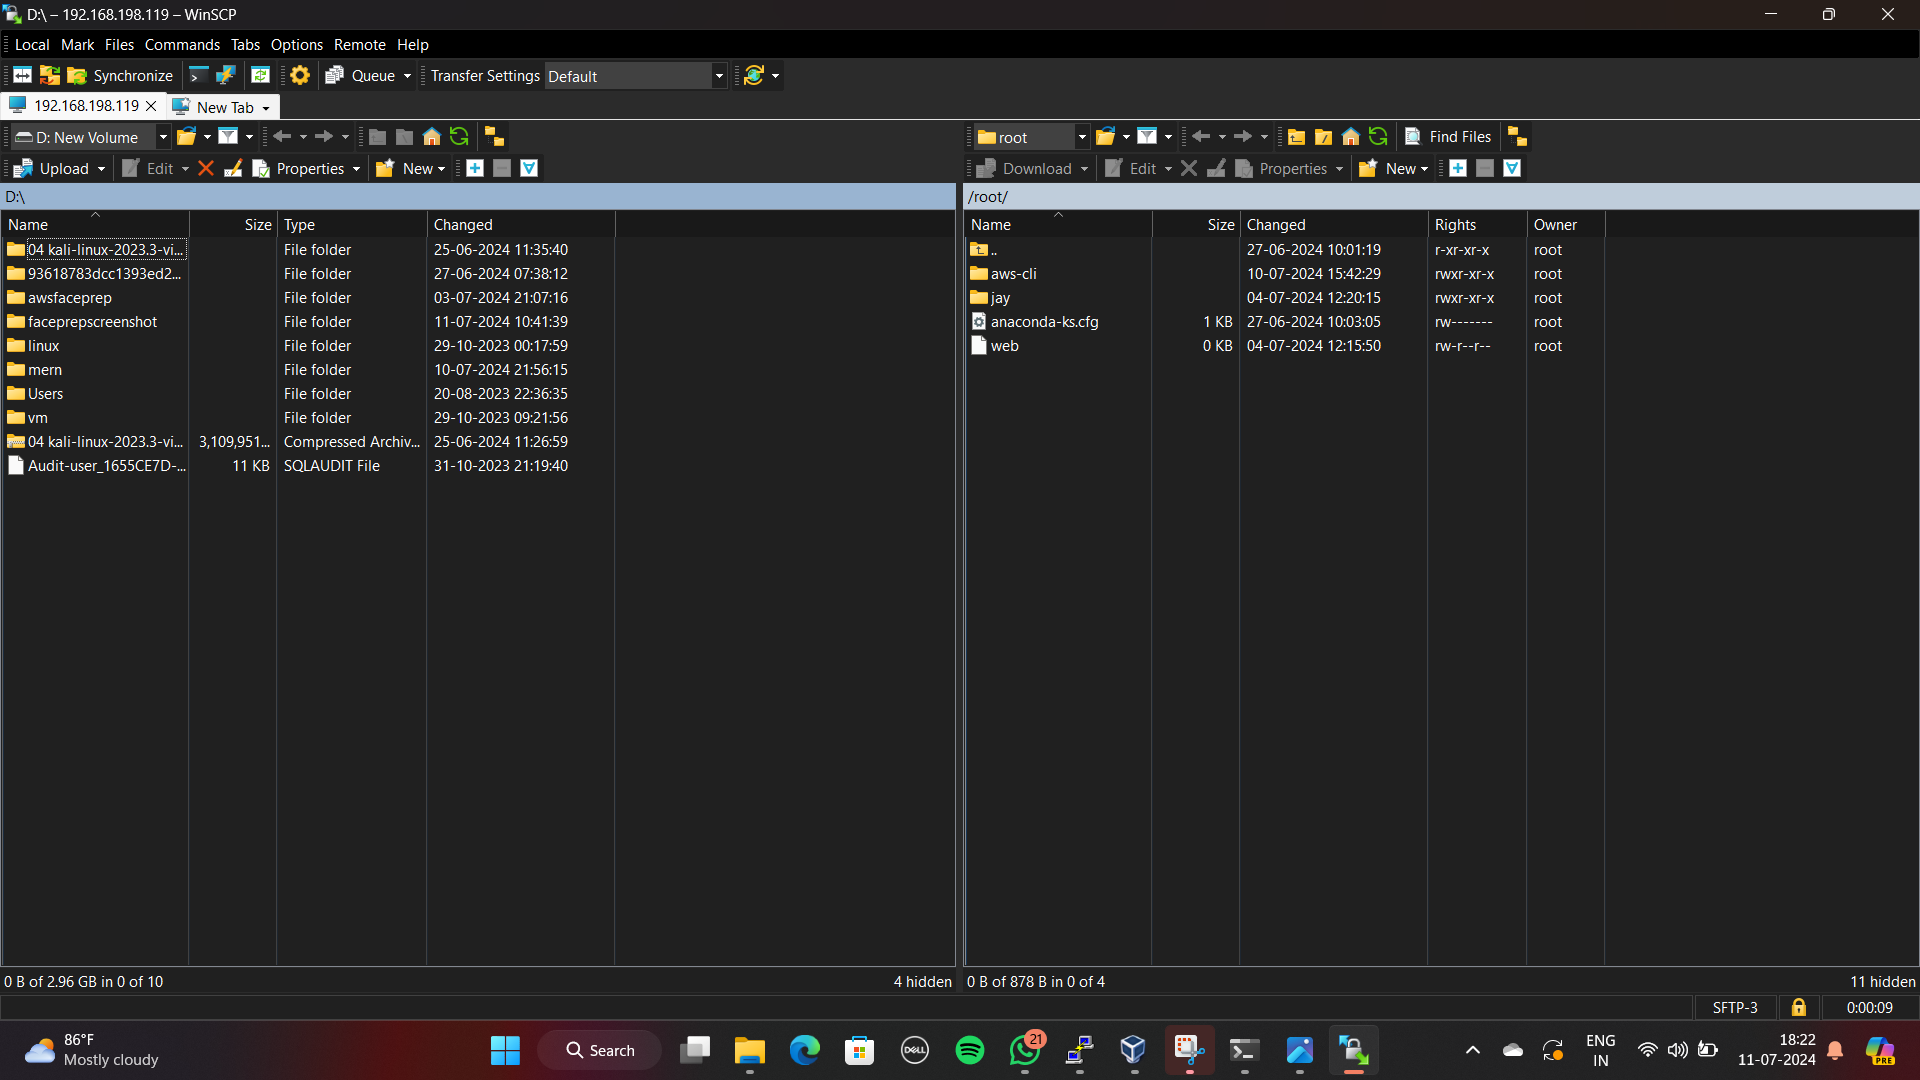 D:\ – 192.168.198.119 – WinSCP
Local Mark Files Commands Tabs Options Remote Help
Synchronize Queue Transfer Settings Default
192.168.198.119 New Tab
D: New Volume
Upload Edit Properties New
D:\
Name Size Type Changed
04 kali-linux-2023.3-vi... File folder 25-06-2024 11:35:40
93618783dcc1393ed2... File folder 27-06-2024 07:38:12
awsfaceprep File folder 03-07-2024 21:07:16
faceprepscreenshot File folder 11-07-2024 10:41:39
linux File folder 29-10-2023 00:17:59
mern File folder 10-07-2024 21:56:15
Users File folder 20-08-2023 22:36:35
vm File folder 29-10-2023 09:21:56
04 kali-linux-2023.3-vi... 3,109,951... Compressed Archiv... 25-06-2024 11:26:59
Audit-user_1655CE7D-... 11 KB SQLAUDIT File 31-10-2023 21:19:40
0 B of 2.96 GB in 0 of 10 4 hidden
root Find Files
Download Edit Properties New
/root/
Name Size Changed Rights Owner
.. 27-06-2024 10:01:19 r-xr-xr-x root
aws-cli 10-07-2024 15:42:29 rwxr-xr-x root
jay 04-07-2024 12:20:15 rwxr-xr-x root
anaconda-ks.cfg 1 KB 27-06-2024 10:03:05 rw------- root
web 0 KB 04-07-2024 12:15:50 rw-r--r-- root
0 B of 878 B in 0 of 4 11 hidden
SFTP-3 0:00:09
86°F
Mostly cloudy
Search
DELL
21
ENG
IN
18:22
11-07-2024
PRE